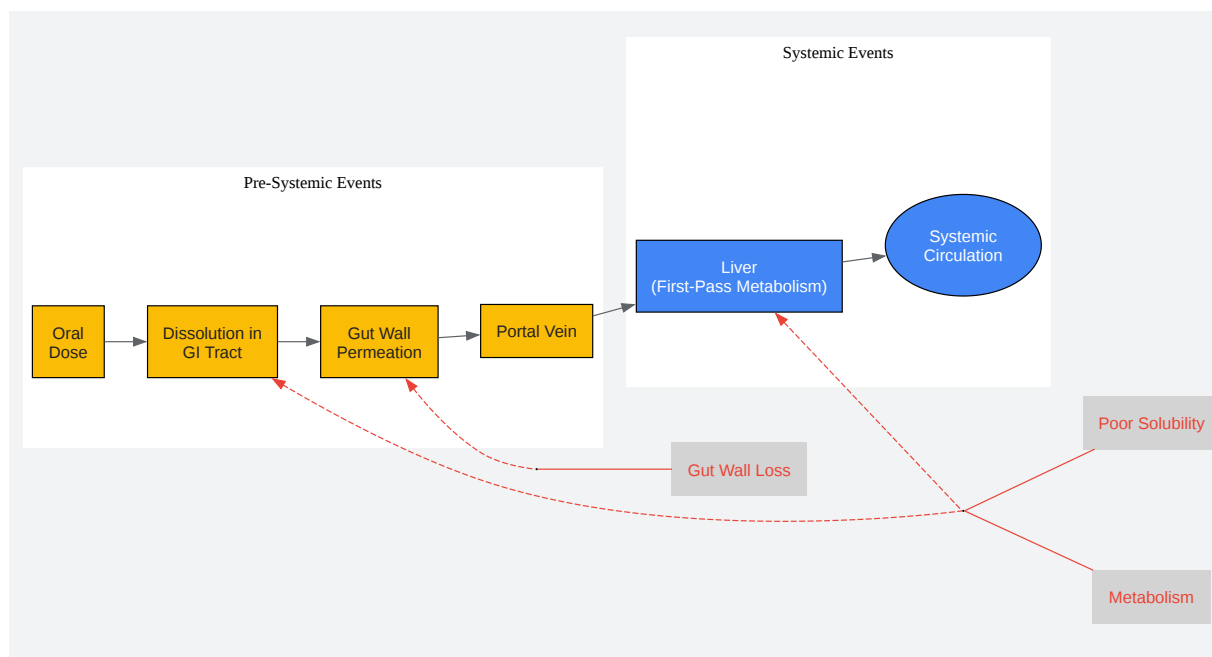 Systemic Events
Pre-Systemic Events
Oral
Dose
Dissolution in
GI Tract
Gut Wall
Permeation
Portal Vein
Liver
(First-Pass Metabolism)
Systemic
Circulation
Gut Wall Loss
Poor Solubility
Metabolism